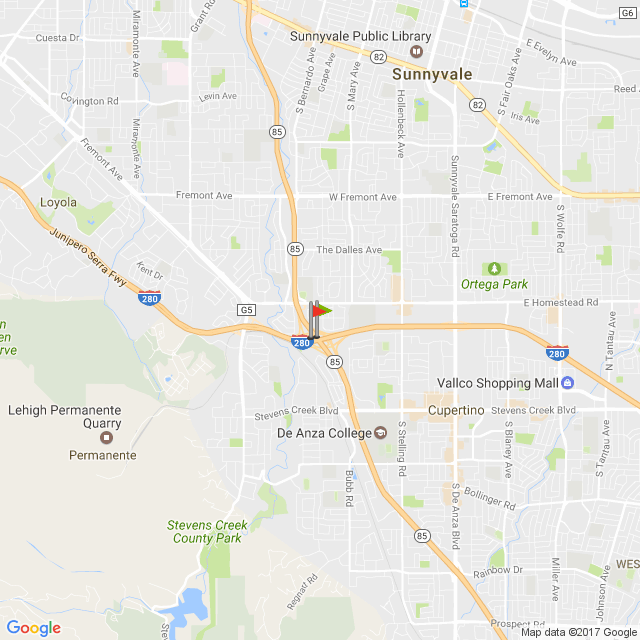 G6
Cuesta Dr
Miramonte Ave
Grant Rd
Sunnyvale Public Library
82
E Evelyn Ave
Sunnyvale
S Bernardo Ave
Grape Ave
S Mary Ave
Hollenbeck Ave
S Fair Oaks Ave
Reed A
Levin Ave
Covington Rd
82
Iris Ave
Miramonte Ave
85
Fremont Ave
Fremont Ave
W Fremont Ave
E Fremont Ave
Sunnyvale Saratoga Rd
S Wolfe Rd
Loyola
Junipero Serra Fwy
85
The Dalles Ave
Kent Dr
Ortega Park
280
G5
E Homestead Rd
N Tantau Ave
280
85
280
Vallco Shopping Mall
Lehigh Permanente
Quarry
Permanente
Stevens Creek Blvd
Cupertino
Stevens Creek Blvd
De Anza College
S Stelling Rd
S Blaney Ave
S Tantau Ave
Bubb Rd
S De Anza Blvd
Bollinger Rd
Stevens Creek
County Park
85
Regnart Rd
Rainbow Dr
Miller Ave
Johnson Ave
WES
Prospect Rd
Google
Map data ©2017 Google